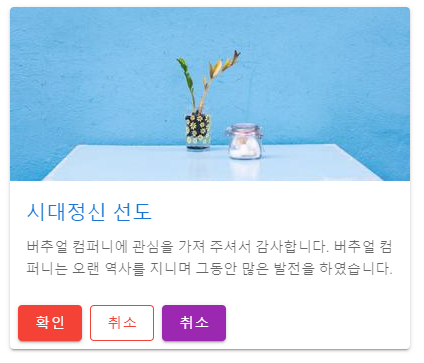 시대정신 선도
버추얼 컴퍼니에 관심을 가져 주셔서 감사합니다. 버추얼 컴
퍼니는 오랜 역사를 지니며 그동안 많은 발전을 하였습니다.
확인 취소 취소